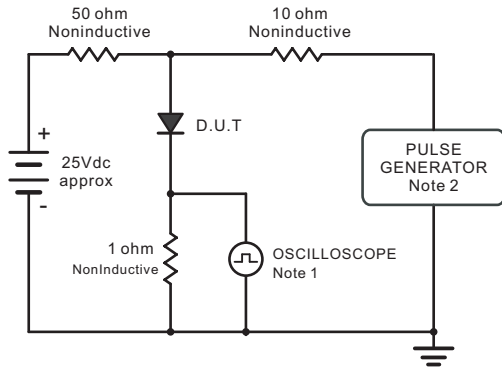 50 ohm
Noninductive
10 ohm
Noninductive
+
D.U.T
25Vdc
approx
-
PULSE
GENERATOR
Note 2
1 ohm
NonInductive
OSCILLOSCOPE
Note 1